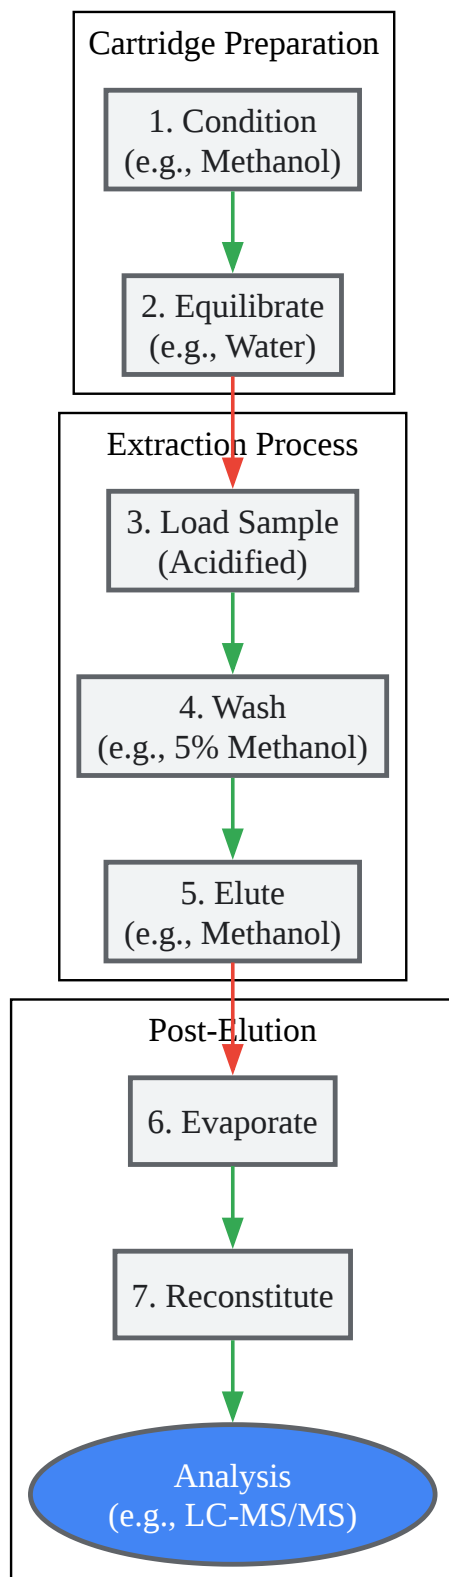 Cartridge Preparation
1. Condition
(e.g., Methanol)
2. Equilibrate
(e.g., Water)
Extraction Process
3. Load Sample
(Acidified)
4. Wash
(e.g., 5% Methanol)
5. Elute
(e.g., Methanol)
Post-Elution
6. Evaporate
7. Reconstitute
Analysis
(e.g., LC-MS/MS)